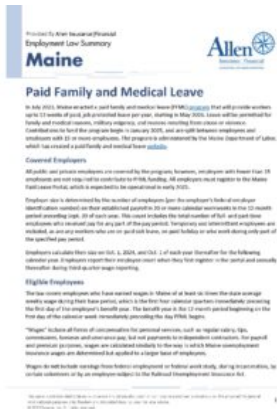 Provided By Allen Insurance|Financial
Employment Law Summary
Maine
Allen
Insurance | Financial
Paid Family and Medical Leave
In July 2023, Maine enacted a paid family and medical leave (PFML) program that will provide workers
up to 12 weeks of paid, job-protected leave per year, starting in May 2026. Leave will be permitted for
family and medical reasons, military exigency, and reasons resulting from abuse or violence.
Contributions to fund the program begin in January 2025, and are split between employees and
employers with 15 or more employees. The program is administered by the Maine Department of Labor,
which has created a paid family and medical leave website.
Covered Employers
All public and private employers are covered by the program; however, employers with fewer than 15
employees are not required to contribute to PFML funding. All employers must register in the Maine
Paid Leave Portal, which is expected to be operational in early 2025.
Employer size is determined by the number of employees (per the employer's federal employer
identification number) on their established payroll in 20 or more calendar workweeks in the 12-month
period preceding Sept. 30 of each year. This count includes the total number of full- and part-time
employees who received pay for any part of the pay period. Temporary and intermittent employees are
included, as are any workers who are on paid sick leave, on paid holiday or who work during only part of
the specified pay period.
Employers calculate their size on Oct. 1, 2024, and Oct. 1 of each year thereafter for the following
calendar year. Employers report their employee count when they first register in the portal and annually
thereafter during third-quarter wage reporting.
Eligible Employees
The law covers employees who have earned wages in Maine of at least six times the state average
weekly wage during their base period, which is the first four calendar quarters immediately preceding
the first day of the employee's benefit year. The benefit year is the 12-month period beginning on the
first day of the calendar week immediately preceding the day PFML begins.
"Wages" include all forms of compensation for personal services, such as regular salary, tips,
commissions, bonuses and severance pay, but not payments to independent contractors. For payroll
and premium purposes, wages are calculated similarly to the way in which Maine unemployment
insurance wages are determined but applied to a larger base of employees.
Wages do not include earnings from federal employment or federal work study, during incarceration, by
certain volunteers or by an employee subject to the Railroad Unemployment Insurance Act.